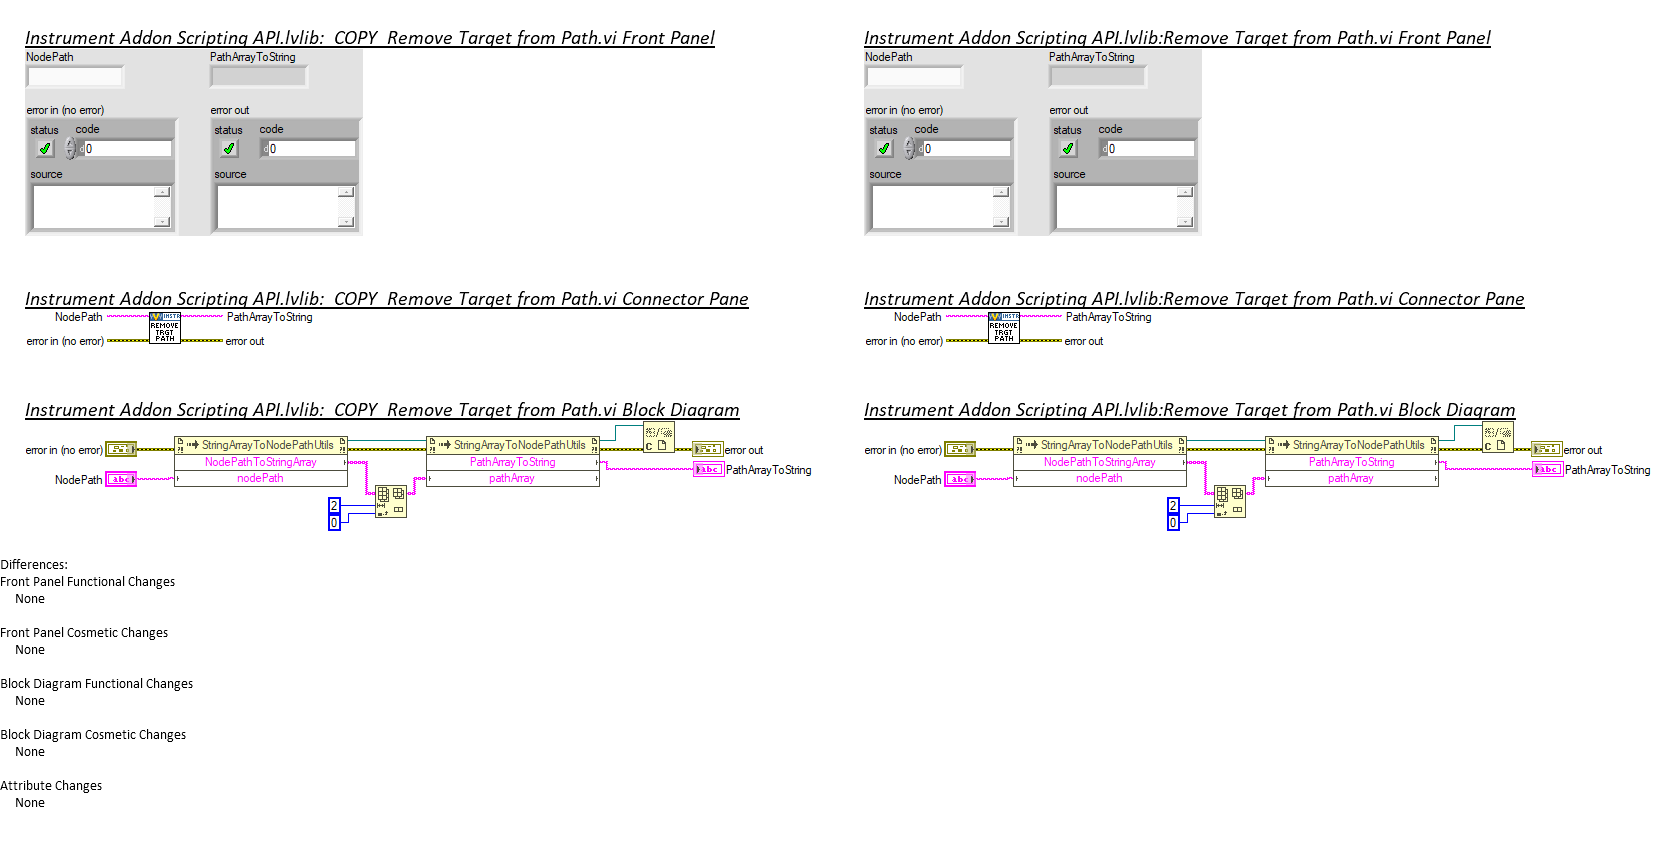 Instrument Addon Scripting API.lvlib:  COPY  Remove Target from Path.vi Front Panel
NodePath
PathArrayToString
error in (no error)
error out
status
code
d 0
status
code
d 0
source
source
Instrument Addon Scripting API.lvlib:Remove Target from Path.vi Front Panel
NodePath
PathArrayToString
error in (no error)
error out
status
code
d 0
status
code
d 0
source
source
Instrument Addon Scripting API.lvlib:  COPY  Remove Target from Path.vi Connector Pane
NodePath
INSTR
REMOVE
TRGT
PATH
PathArrayToString
error in (no error)
error out
Instrument Addon Scripting API.lvlib:Remove Target from Path.vi Connector Pane
NodePath
INSTR
REMOVE
TRGT
PATH
PathArrayToString
error in (no error)
error out
Instrument Addon Scripting API.lvlib:  COPY  Remove Target from Path.vi Block Diagram
error in (no error)
StringArrayToNodePathUtils
StringArrayToNodePathUtils
C
error out
NodePathToStringArray
PathArrayToString
abc
PathArrayToString
NodePath
abc
nodePath
pathArray
2
0
Instrument Addon Scripting API.lvlib:Remove Target from Path.vi Block Diagram
error in (no error)
StringArrayToNodePathUtils
StringArrayToNodePathUtils
C
error out
NodePathToStringArray
PathArrayToString
abc
PathArrayToString
NodePath
abc
nodePath
pathArray
2
0
Differences:
Front Panel Functional Changes
None
Front Panel Cosmetic Changes
None
Block Diagram Functional Changes
None
Block Diagram Cosmetic Changes
None
Attribute Changes
None